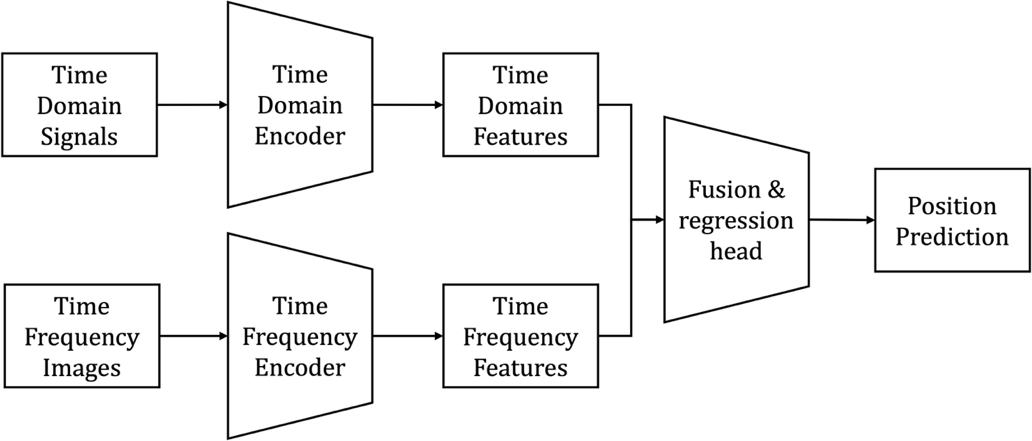 Time
Domain
Signals
Time
Domain
Encoder
Time
Domain
Features
Time
Frequency
Images
Time
Frequency
Encoder
Time
Frequency
Features
Fusion &
regression
head
Position
Prediction